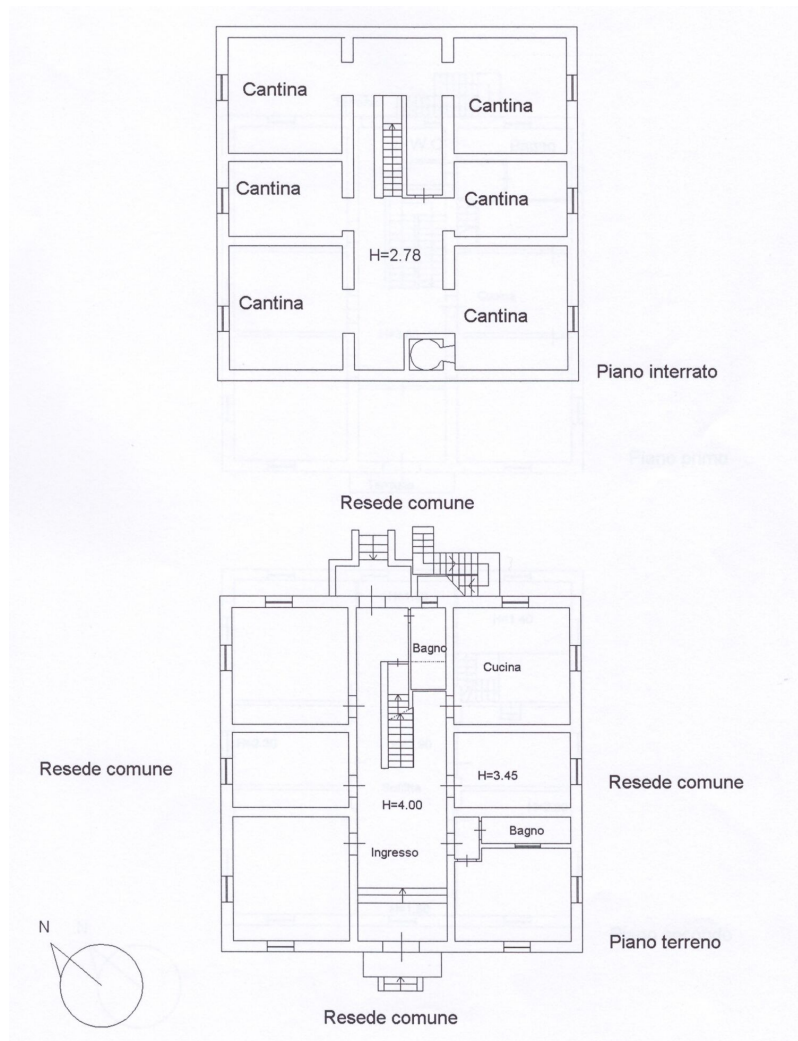 Cantina
Cantina
Cantina
Cantina
H=2.78
Cantina
Cantina
Piano interrato
Resede comune
Bagno
Cucina
Resede comune
H=3.45
Resede comune
H=4.00
Bagno
Ingresso
N
Piano terreno
Resede comune